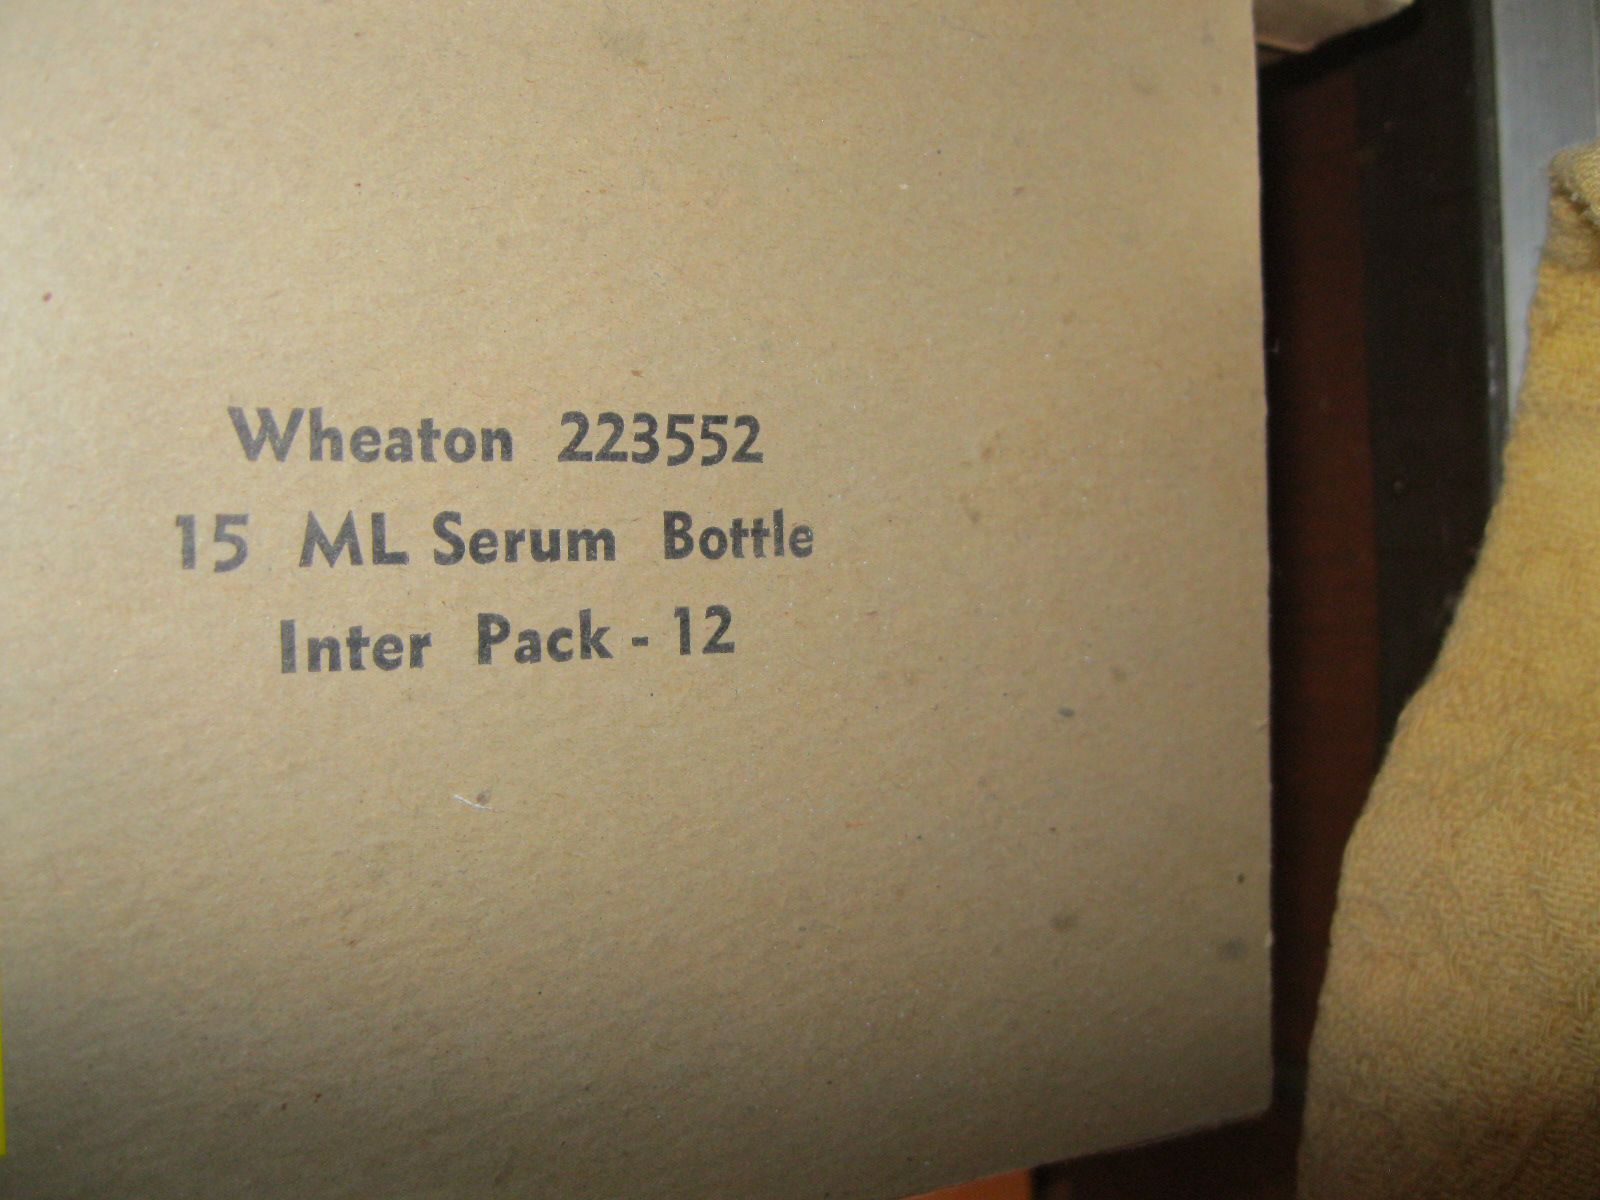 Wheaton 223552
15 ML Serum Bottle
Inter Pack - 12